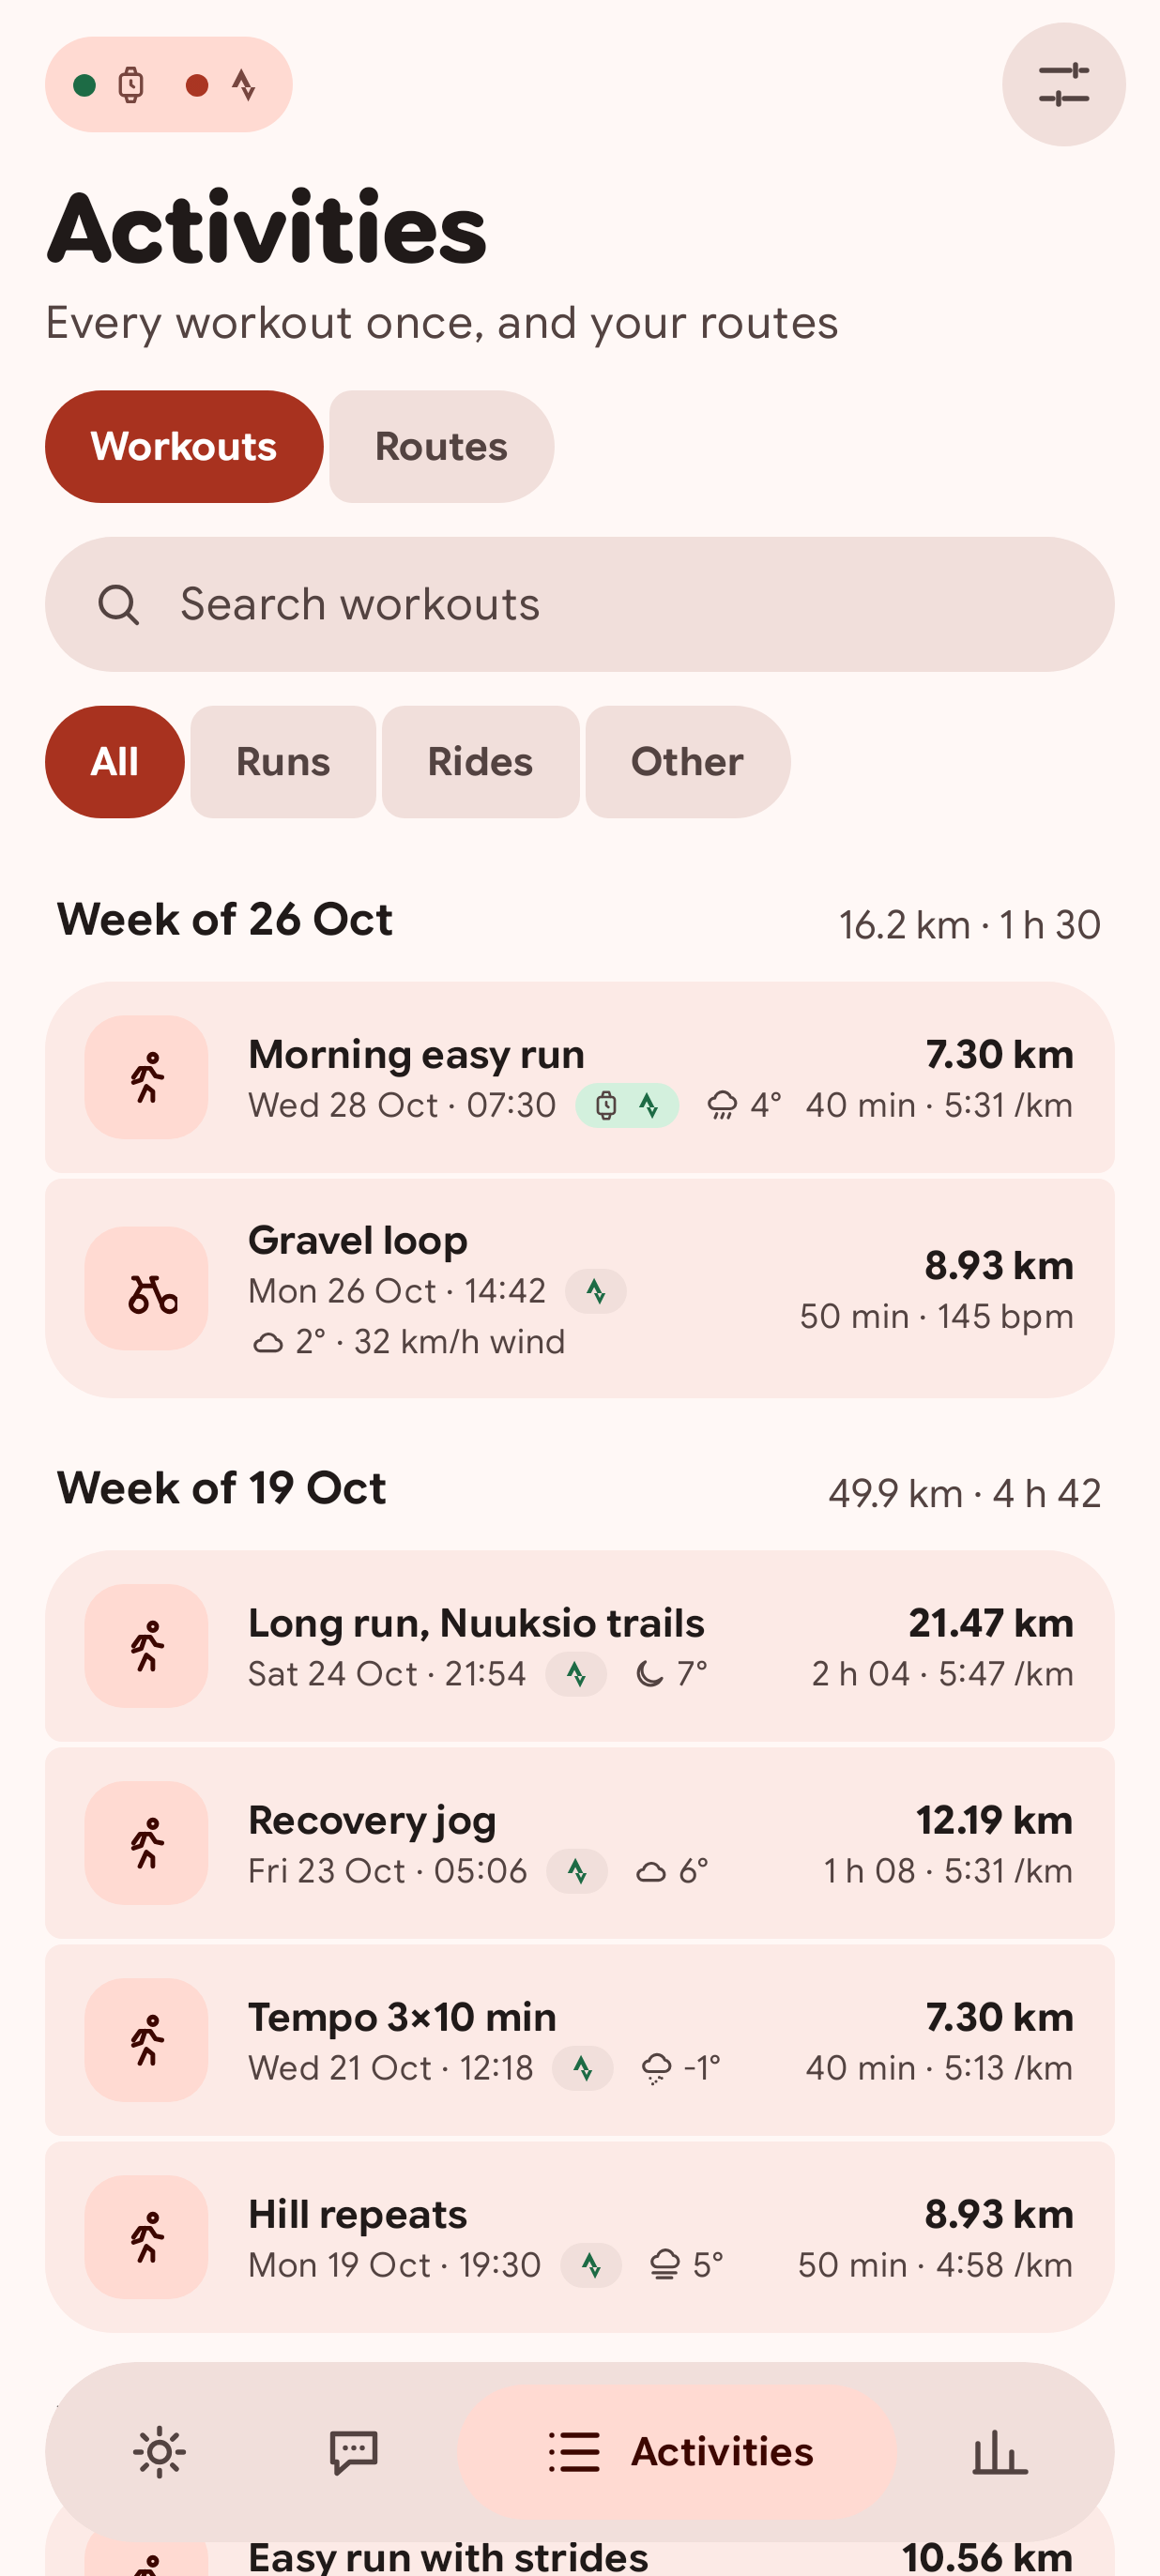 Activities
Every workout once, and your routes
Workouts
Routes
Search workouts
All
Runs
Rides
Other
Week of 26 Oct
16.2 km · 1 h 30
Morning easy run
7.30 km
Wed 28 Oct · 07:30
4°
40 min · 5:31 /km
Gravel loop
8.93 km
Mon 26 Oct · 14:42
50 min · 145 bpm
2° · 32 km/h wind
Week of 19 Oct
49.9 km · 4 h 42
Long run, Nuuksio trails
21.47 km
Sat 24 Oct · 21:54
7°
2 h 04 · 5:47 /km
Recovery jog
12.19 km
Fri 23 Oct · 05:06
6°
1 h 08 · 5:31 /km
Tempo 3×10 min
7.30 km
Wed 21 Oct · 12:18
-1°
40 min · 5:13 /km
Hill repeats
8.93 km
Mon 19 Oct · 19:30
5°
50 min · 4:58 /km
Activities
Easy run with strides
10.56 km